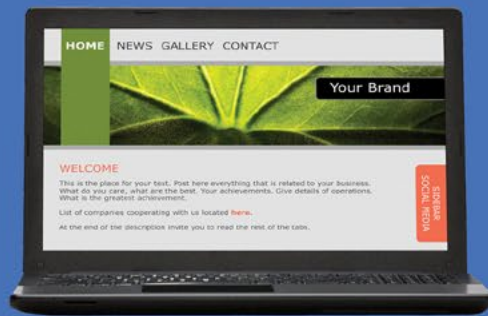 HOME NEWS GALLERY CONTACT
Your Brand
WELCOME
This is the place for your text. Post here everything that is related to your business.
What do you care, what are the best. Your achievements. Give details of operations.
What is the greatest achievement.
List of companies cooperating with us located here.
At the end of the description invite you to read the rest of the tabs.
SIDEBAR
SOCIAL MEDIA